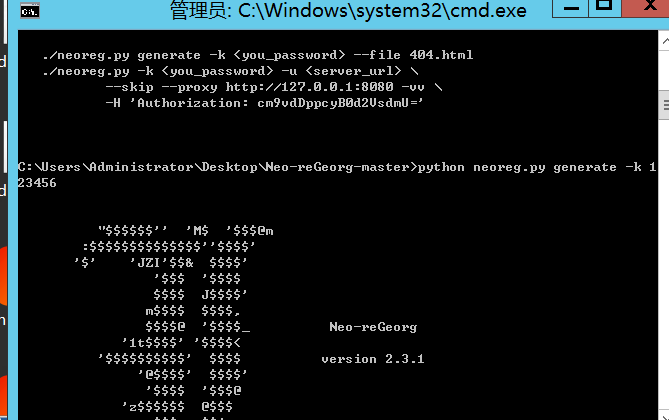 管理员: C:\Windows\system32\cmd.exe
./neoreg.py generate -k <you_password> --file 404.html
./neoreg.py -k <you_password> -u <server_url> \
--skip --proxy http://127.0.0.1:8080 -vv \
-H 'Authorization: cm9vdDppcyB0d2VsdmU='
C:\Users\Administrator\Desktop\Neo-reGeorg-master>python neoreg.py generate -k 1
23456
"$$$$$$'' 'M$ '$$$@m
:$$$$$$$$$$$$$$''$$$$'
'$' 'JZI'$$& $$$$'
'$$$ '$$$$
$$$$ J$$$$'
m$$$$ $$$$,
$$$$@ '$$$$_ Neo-reGeorg
'1t$$$$' '$$$$<
'$$$$$$$$$$' $$$$ version 2.3.1
'@$$$$' $$$$'
'$$$$ '$$$@
'z$$$$$$ @$$$